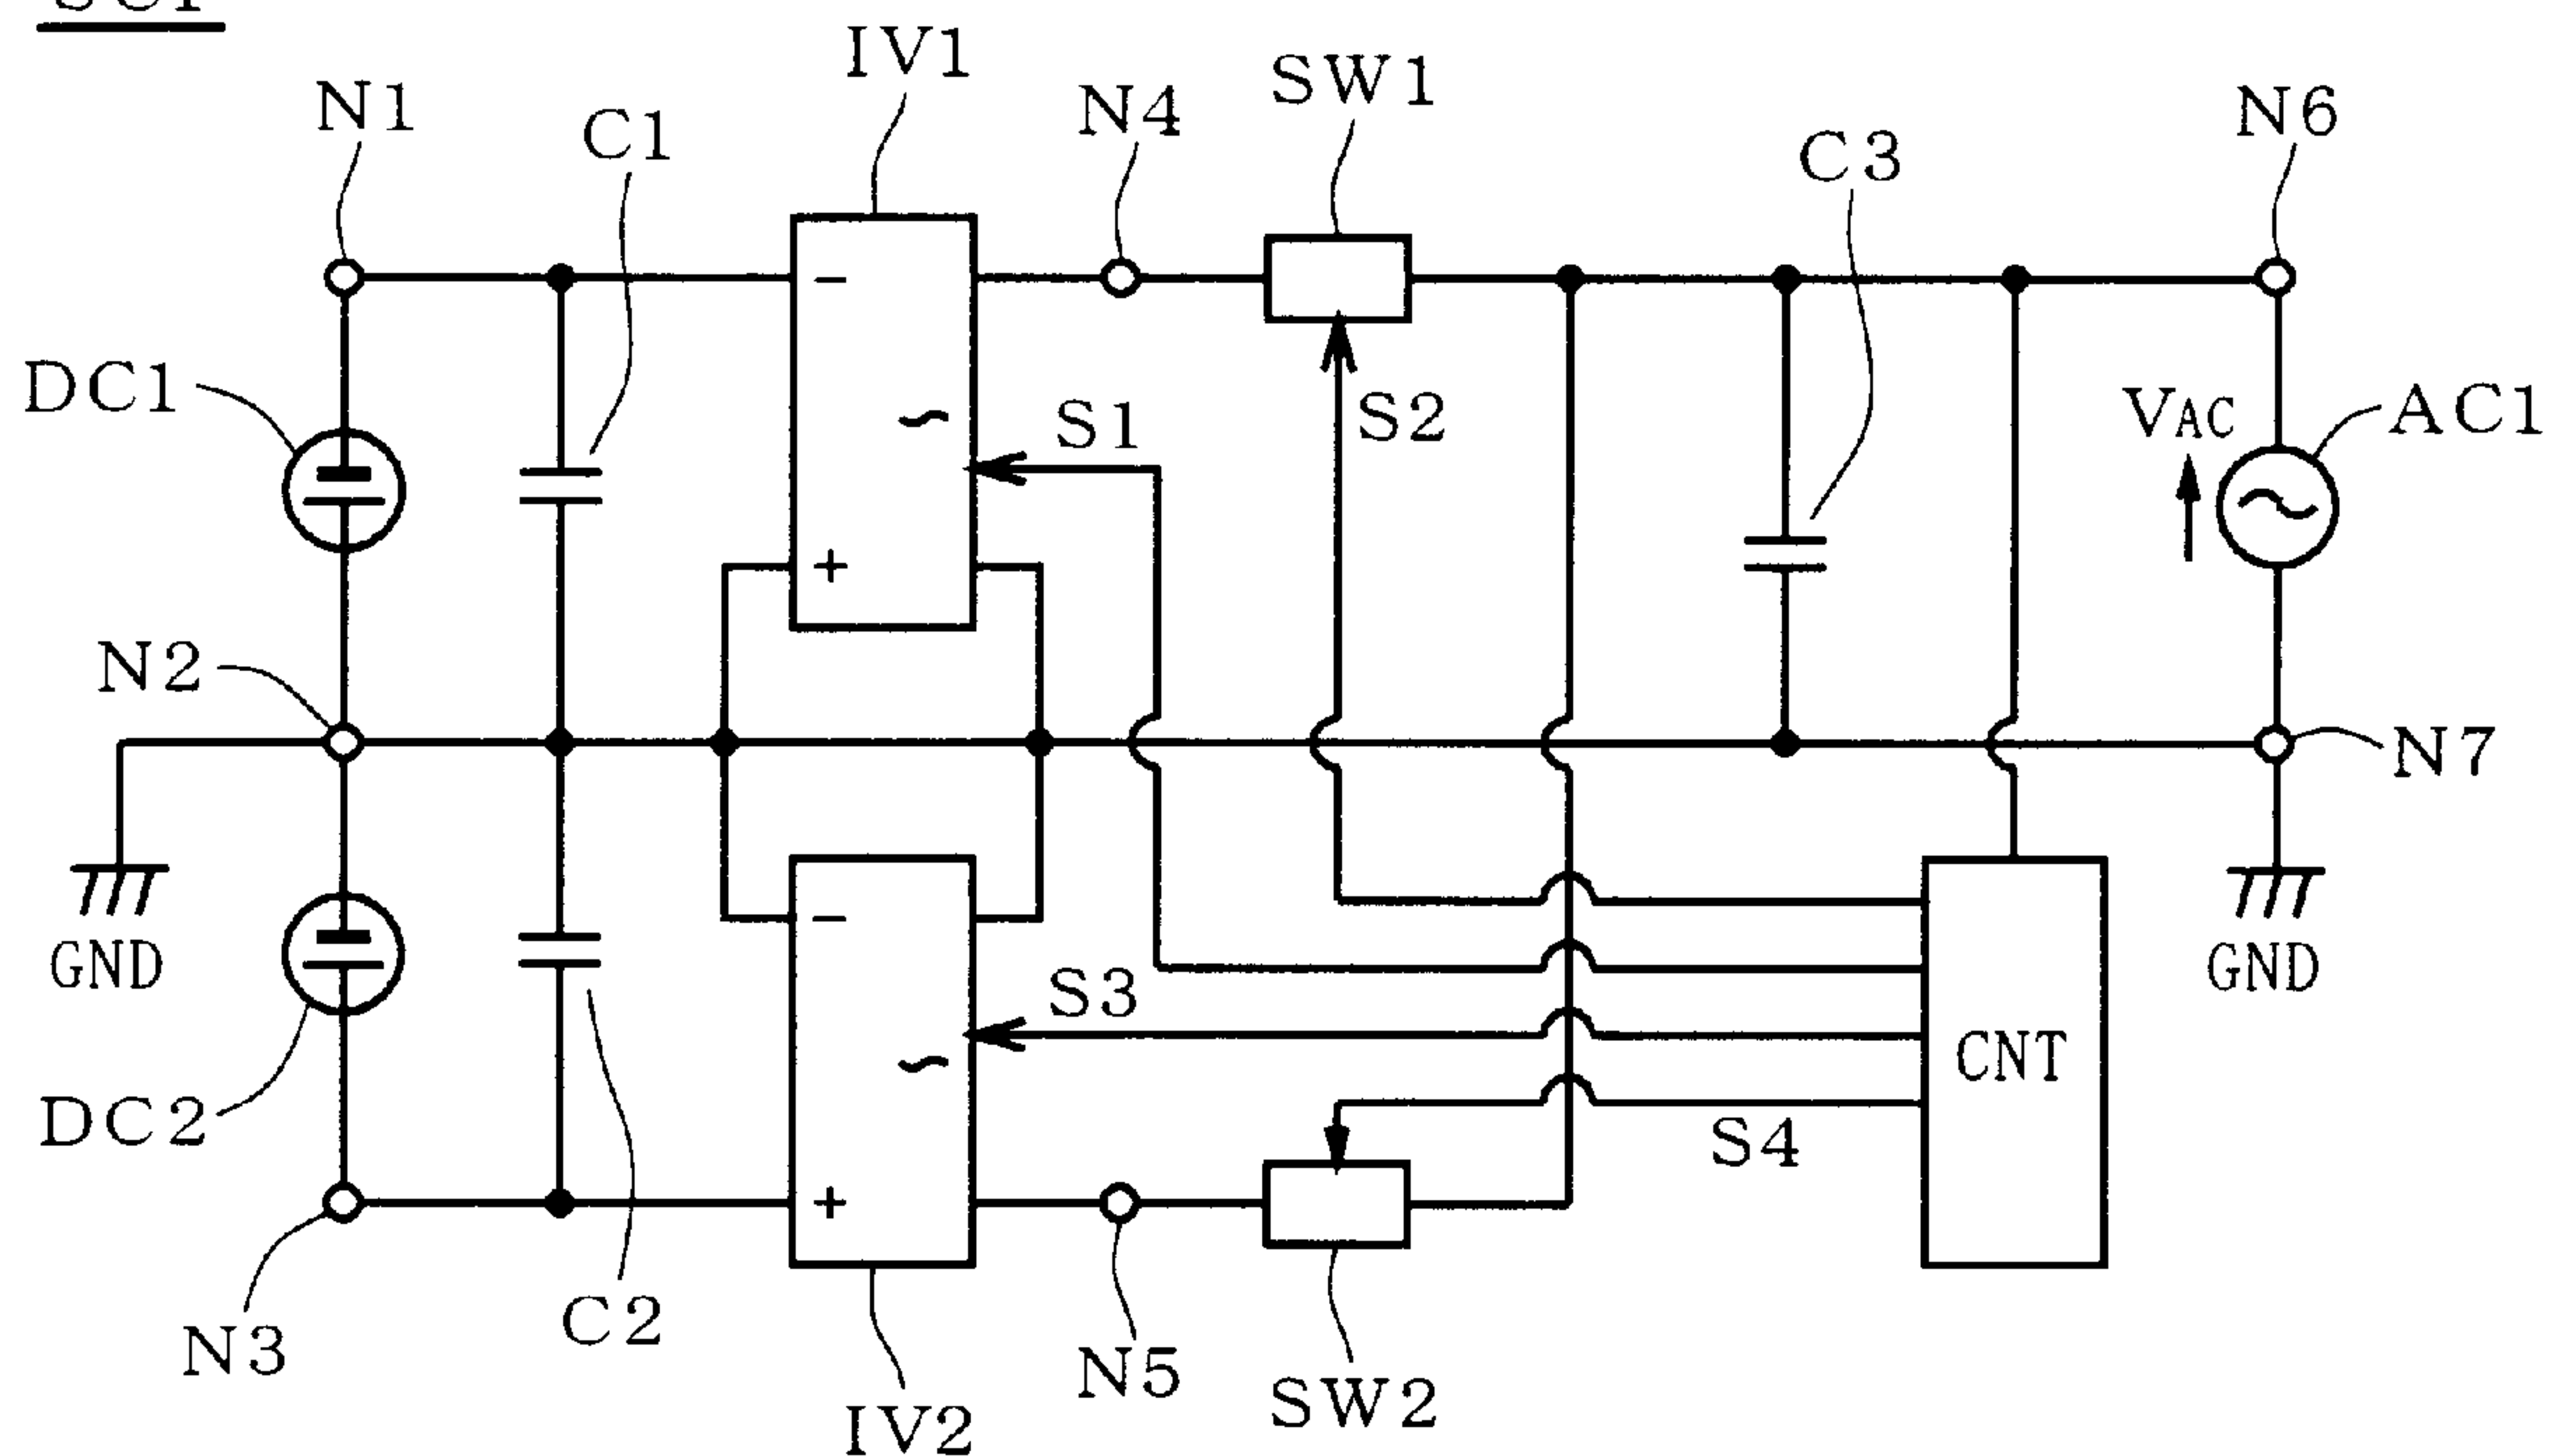 IV1
SW1
N1
C1
N4
N6
C3
DC1
S1
S2
VAC
AC1
−
∼
+
N2
N7
GND
−
S3
∼
CNT
GND
DC2
S4
+
N3
C2
N5
SW2
IV2